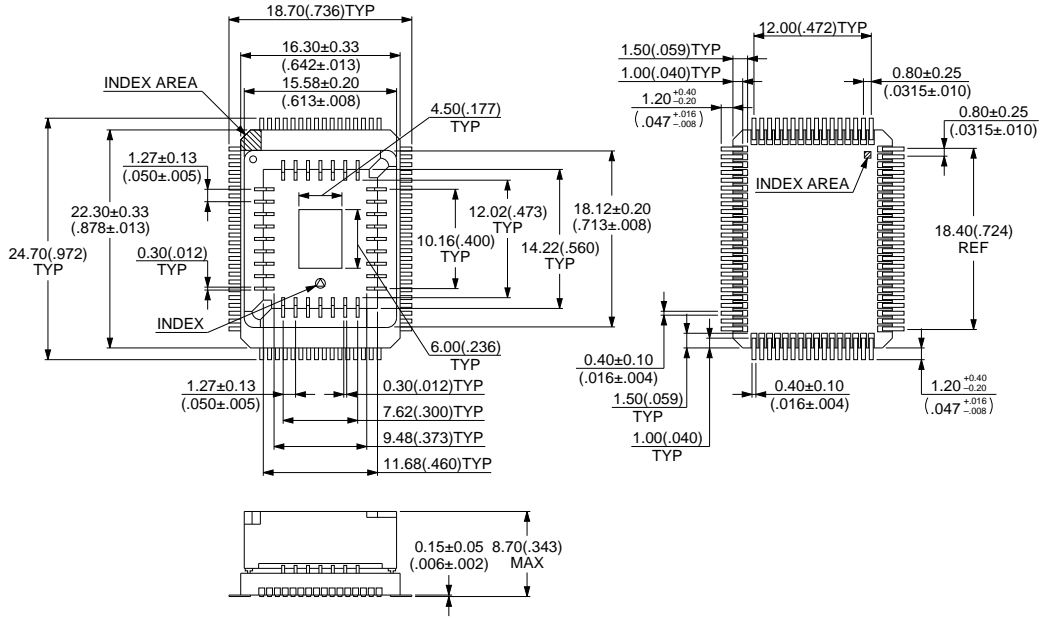 18.70(.736)TYP
16.30±0.33
(.642±.013)
15.58±0.20
(.613±.008)
INDEX AREA
4.50(.177)
TYP
1.27±0.13
(.050±.005)
22.30±0.33
(.878±.013)
24.70(.972)
TYP
0.30(.012)
TYP
INDEX
12.02(.473)
TYP
10.16(.400)
TYP
18.12±0.20
(.713±.008)
14.22(.560)
TYP
6.00(.236)
TYP
1.27±0.13
(.050±.005)
0.30(.012)TYP
7.62(.300)TYP
9.48(.373)TYP
11.68(.460)TYP
12.00(.472)TYP
1.50(.059)TYP
1.00(.040)TYP
1.20 +0.40 -0.20
(.047 +.016 -.008)
0.80±0.25
(.0315±.010)
0.80±0.25
(.0315±.010)
INDEX AREA
18.40(.724)
REF
0.40±0.10
(.016±.004)
1.50(.059)
TYP
1.00(.040)
TYP
0.40±0.10
(.016±.004)
1.20 +0.40 -0.20
(.047 +.016 -.008)
0.15±0.05
(.006±.002)
8.70(.343)
MAX